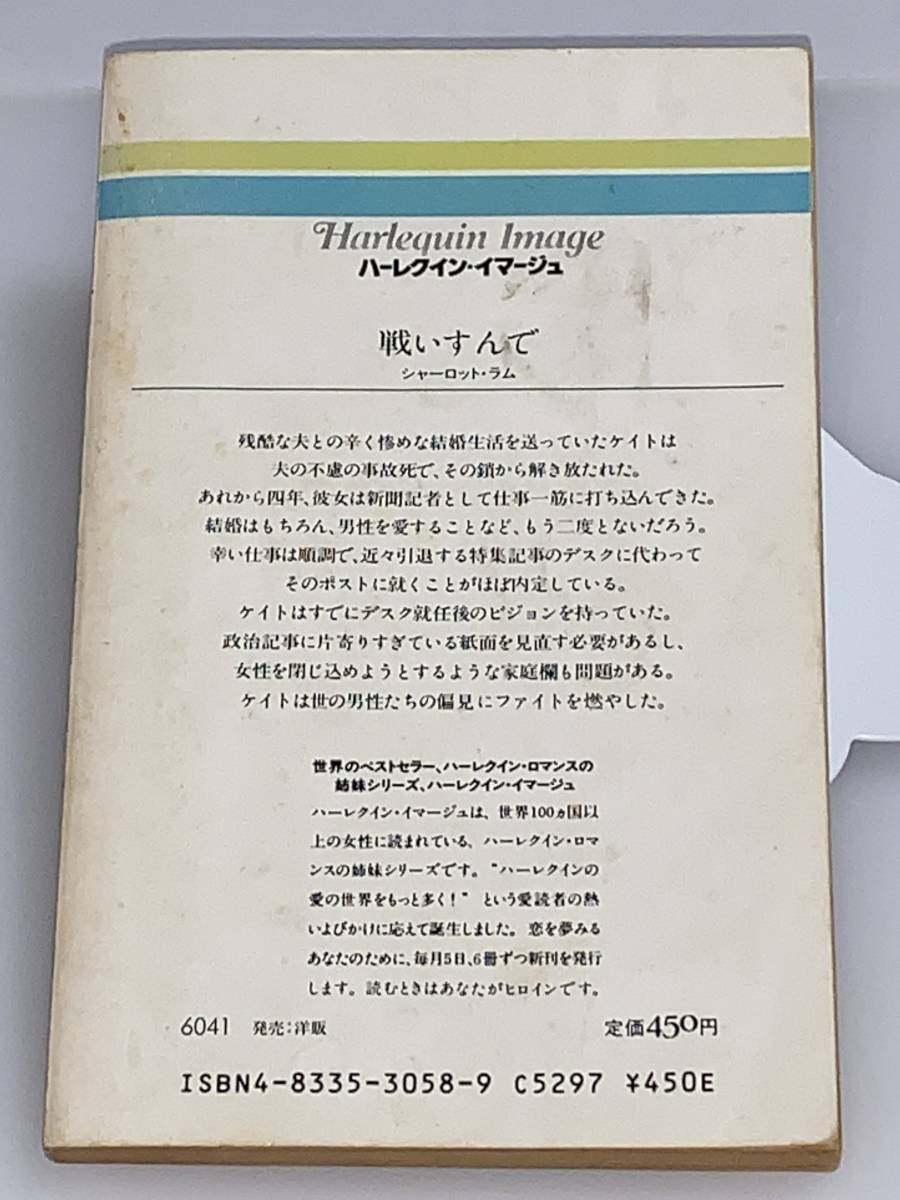 Harlequin Image
ハーレクイン・イマージュ
戦いすんで
シャーロット・ラム
残酷な夫との辛く惨めな結婚生活を送っていたケイトは
夫の不慮の事故死で、その鎖から解き放たれた。
あれから四年、彼女は新聞記者として仕事一筋に打ち込んできた。
結婚はもちろん、男性を愛することなど、もう二度とないだろう。
幸い仕事は順調で、近々引退する特集記事のデスクに代わって
そのポストに就くことがほぼ内定している。
ケイトはすでにデスク就任後のビジョンを持っていた。
政治記事に片寄りすぎている紙面を見直す必要があるし、
女性を閉じ込めようとするような家庭欄も問題がある。
ケイトは世の男性たちの偏見にファイトを燃やした。
世界のベストセラー、ハーレクイン・ロマンスの
姉妹シリーズ、ハーレクイン・イマージュ
ハーレクイン・イマージュは、世界100ヵ国以
上の女性に読まれている、ハーレクイン・ロマ
ンスの姉妹シリーズです。“ハーレクインの
愛の世界をもっと多く！”という愛読者の熱
いよびかけに応えて誕生しました。恋を夢みる
あなたのために、毎月5日、6冊ずつ新刊を発行
します。読むときはあなたがヒロインです。
6041 発売：洋販 定価450円
ISBN4-8335-3058-9 C5297 ¥450E